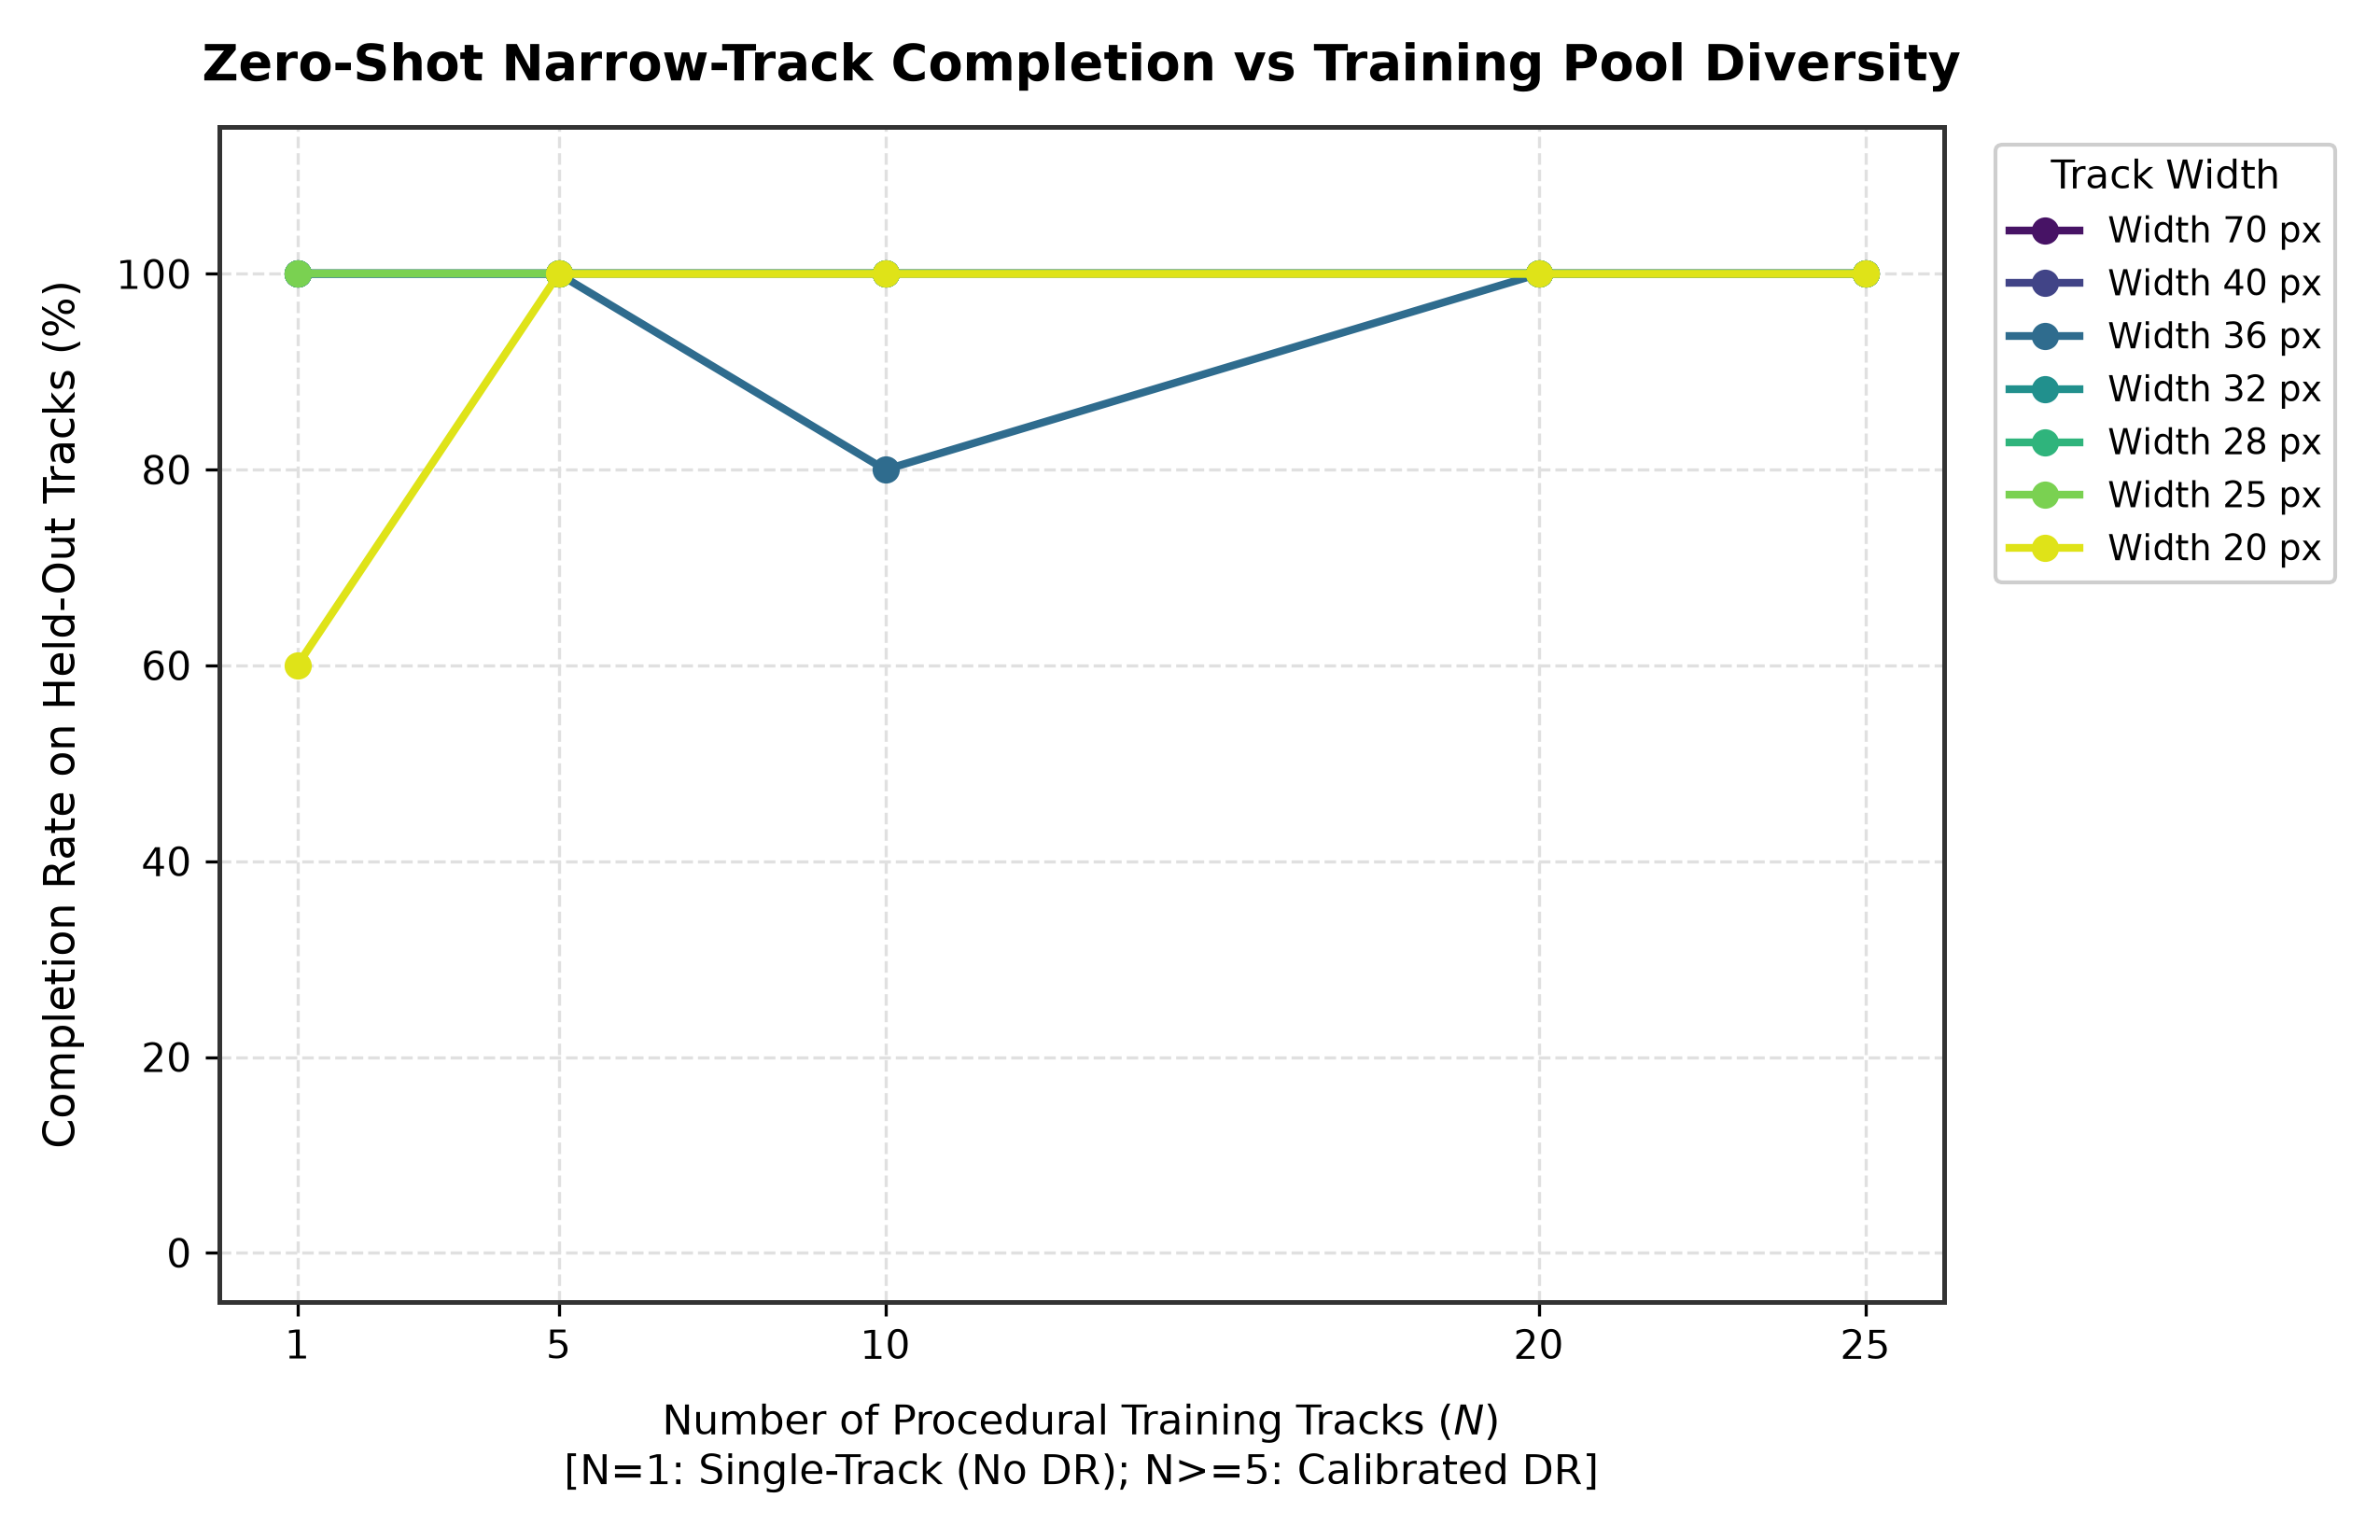 Zero-Shot Narrow-Track Completion vs Training Pool Diversity
Completion Rate on Held-Out Tracks (%)
100
80
60
40
20
0
1
5
10
20
25
Number of Procedural Training Tracks (N)
[N=1: Single-Track (No DR); N>=5: Calibrated DR]
Track Width
Width 70 px
Width 40 px
Width 36 px
Width 32 px
Width 28 px
Width 25 px
Width 20 px